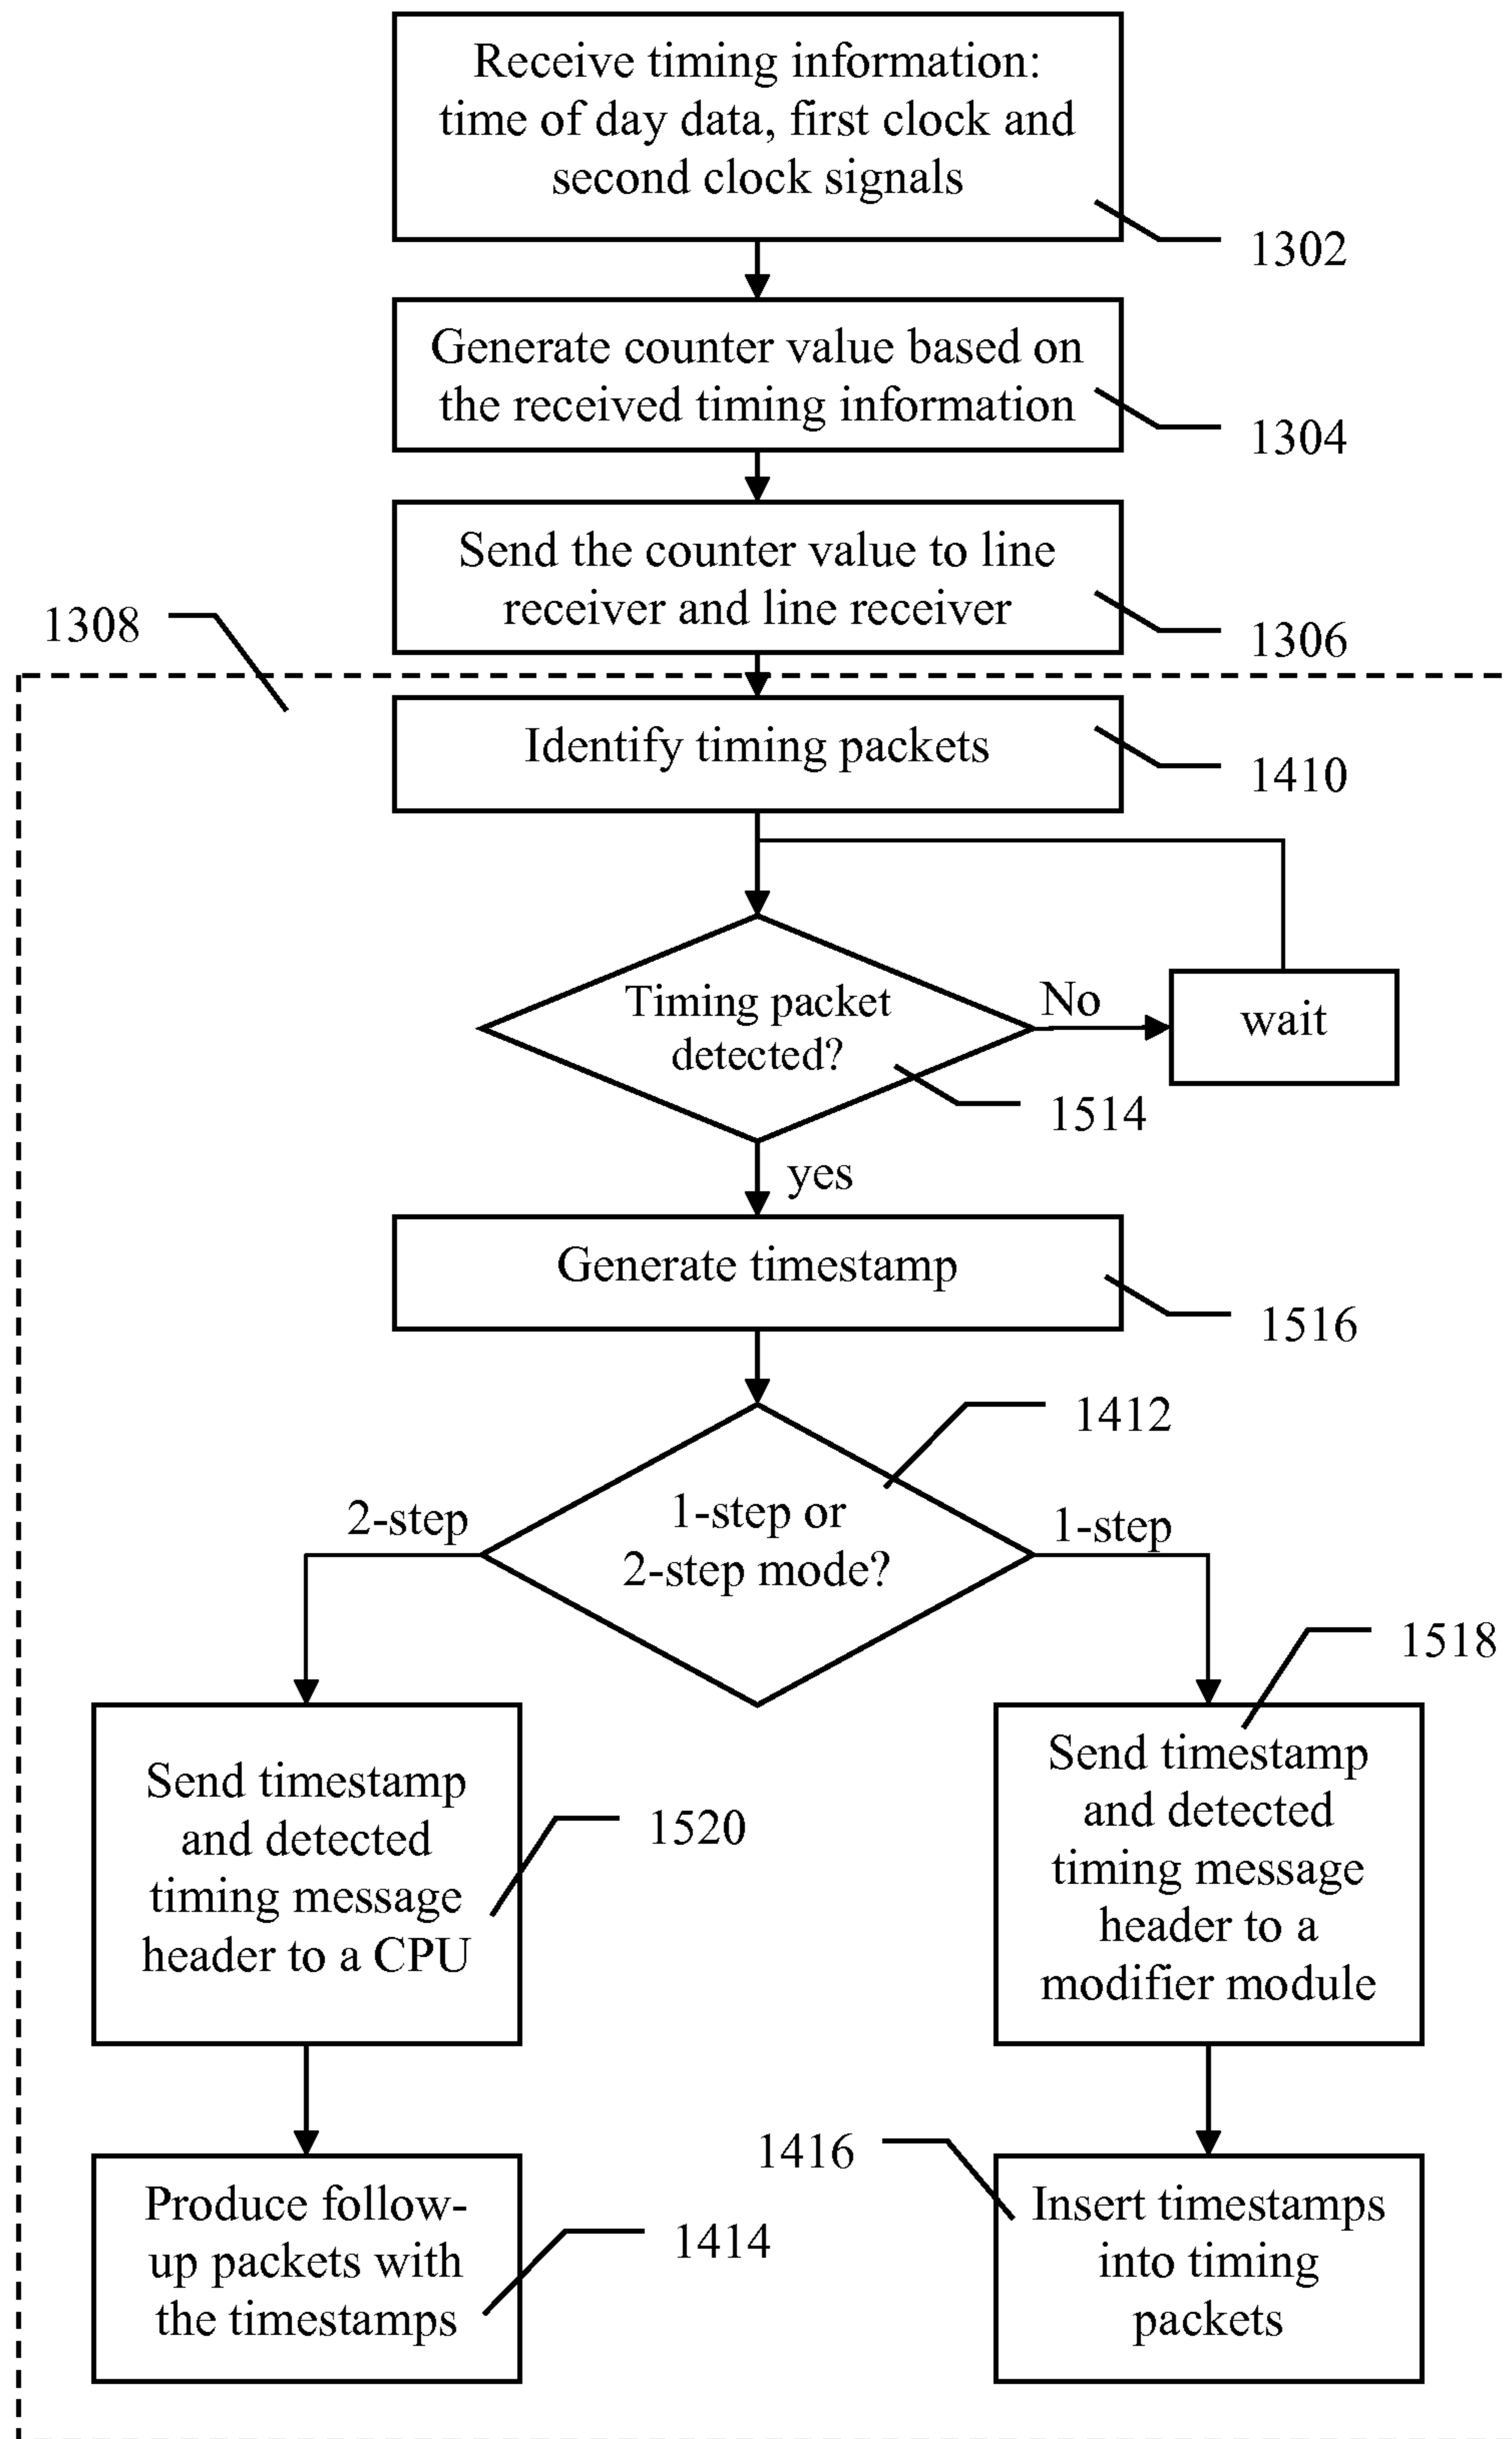 Receive timing information:
time of day data, first clock and
second clock signals
1302
Generate counter value based on
the received timing information
1304
Send the counter value to line
receiver and line receiver
1306
1308
Identify timing packets
1410
Timing packet
detected?
No
wait
1514
yes
Generate timestamp
1516
1412
1-step or
2-step mode?
2-step
1-step
1518
Send timestamp
and detected
timing message
header to a CPU
1520
Send timestamp
and detected
timing message
header to a
modifier module
Produce follow-
up packets with
the timestamps
1414
1416
Insert timestamps
into timing
packets